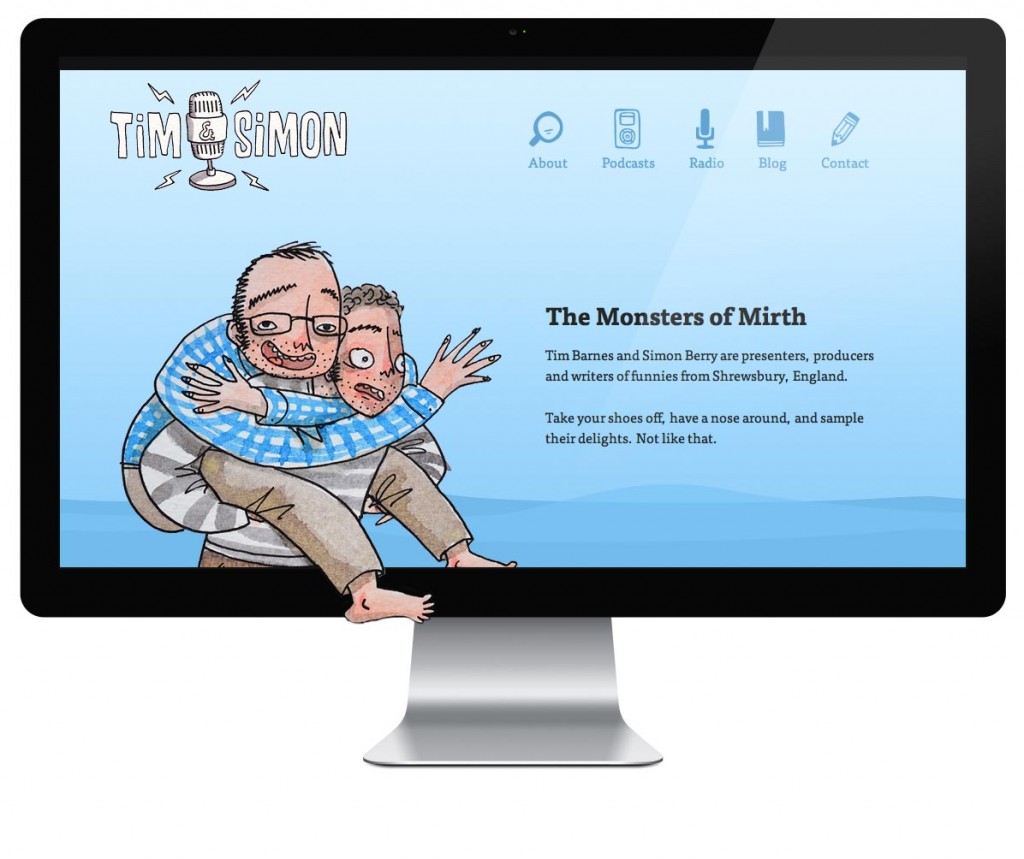 TiM & SiMON
About Podcasts Radio Blog Contact
The Monsters of Mirth
Tim Barnes and Simon Berry are presenters, producers
and writers of funnies from Shrewsbury, England.
Take your shoes off, have a nose around, and sample
their delights. Not like that.